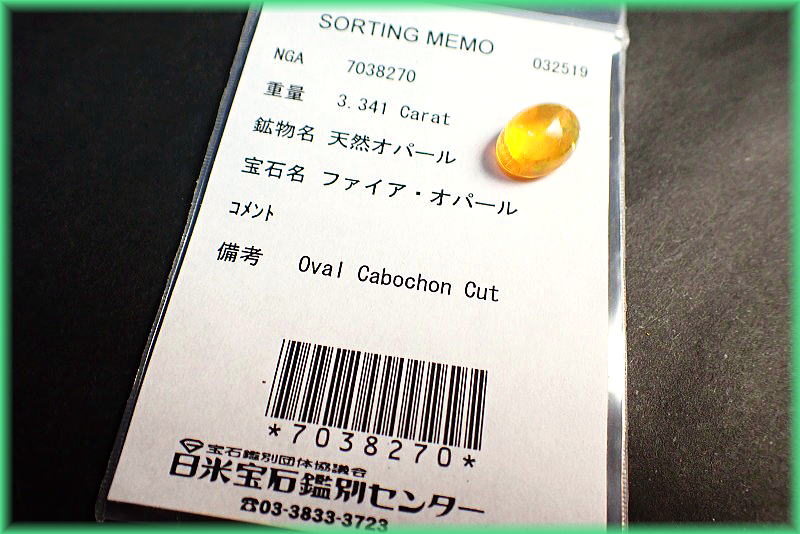 SORTING MEMO
NGA 7038270 032519
重量 3.341 Carat
鉱物名 天然オパール
宝石名 ファイア・オパール
コメント
備考 Oval Cabochon Cut
*7038270*
宝石鑑別団体協議会
日米宝石鑑別センター
☎03-3833-3723